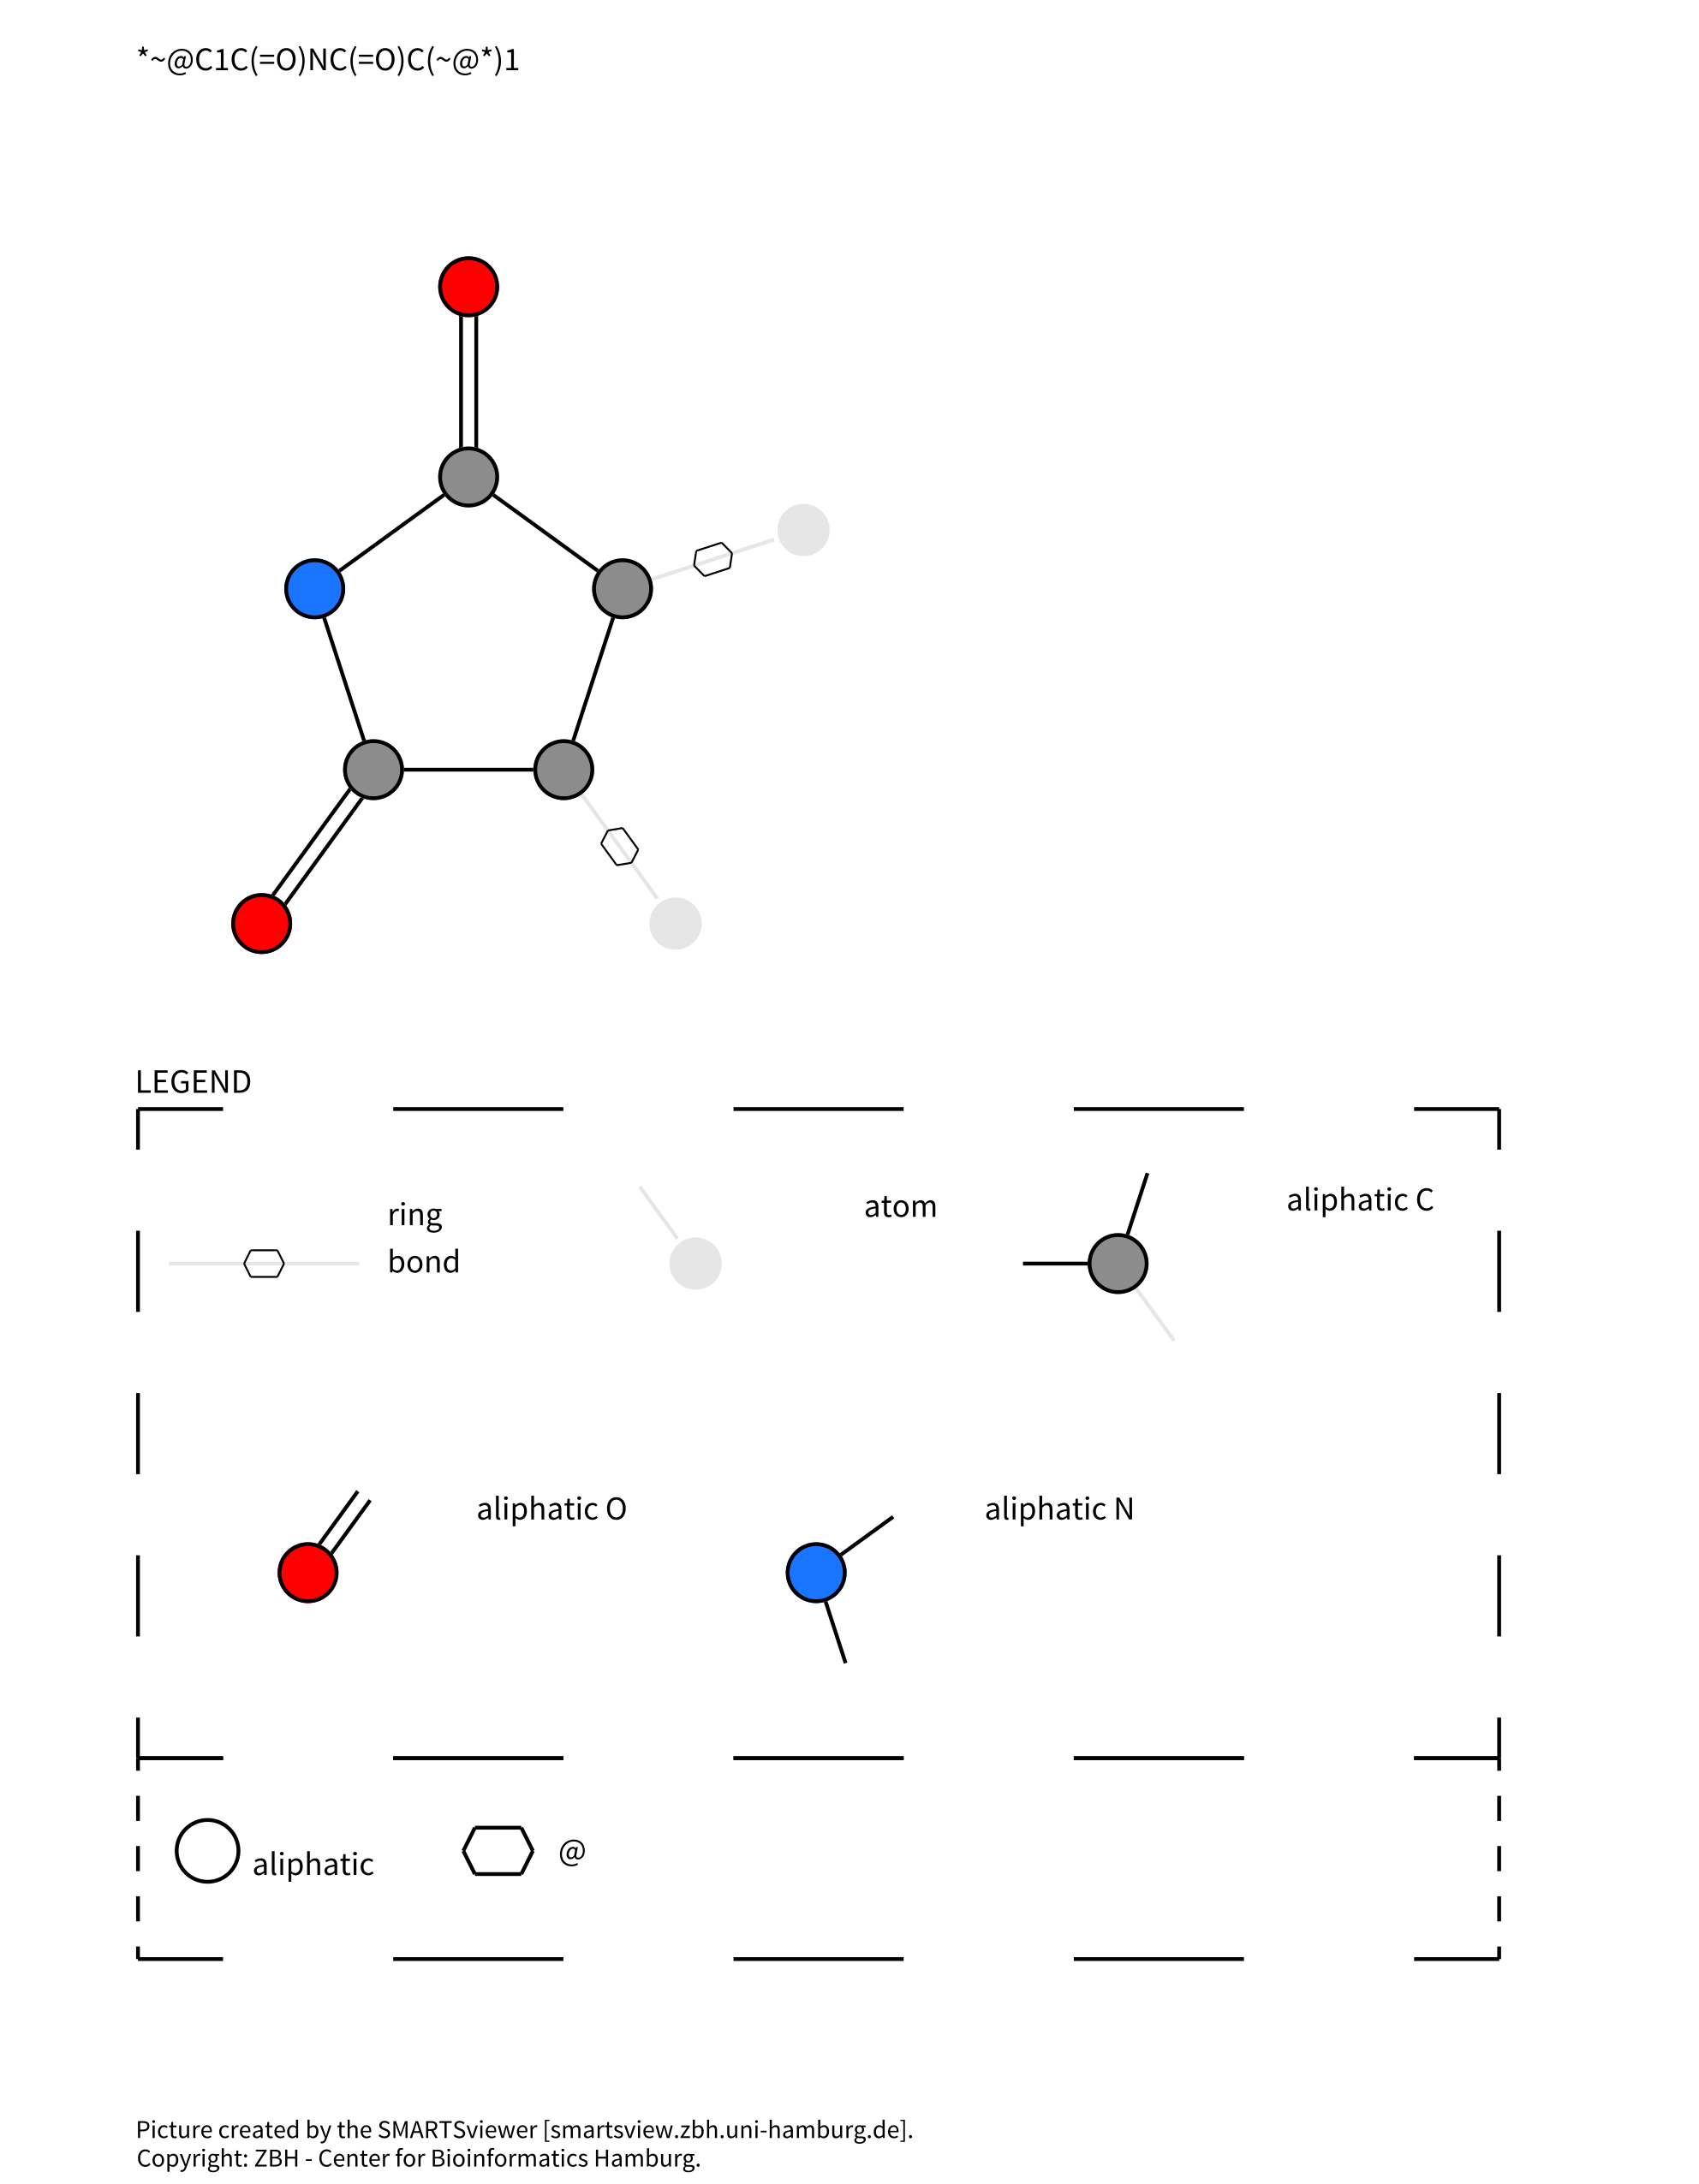 *~@C1C(=O)NC(=O)C(~@*)1
LEGEND
ring
bond
atom
aliphatic C
aliphatic O
aliphatic N
aliphatic
@
Picture created by the SMARTSviewer [smartsview.zbh.uni-hamburg.de].
Copyright: ZBH - Center for Bioinformatics Hamburg.